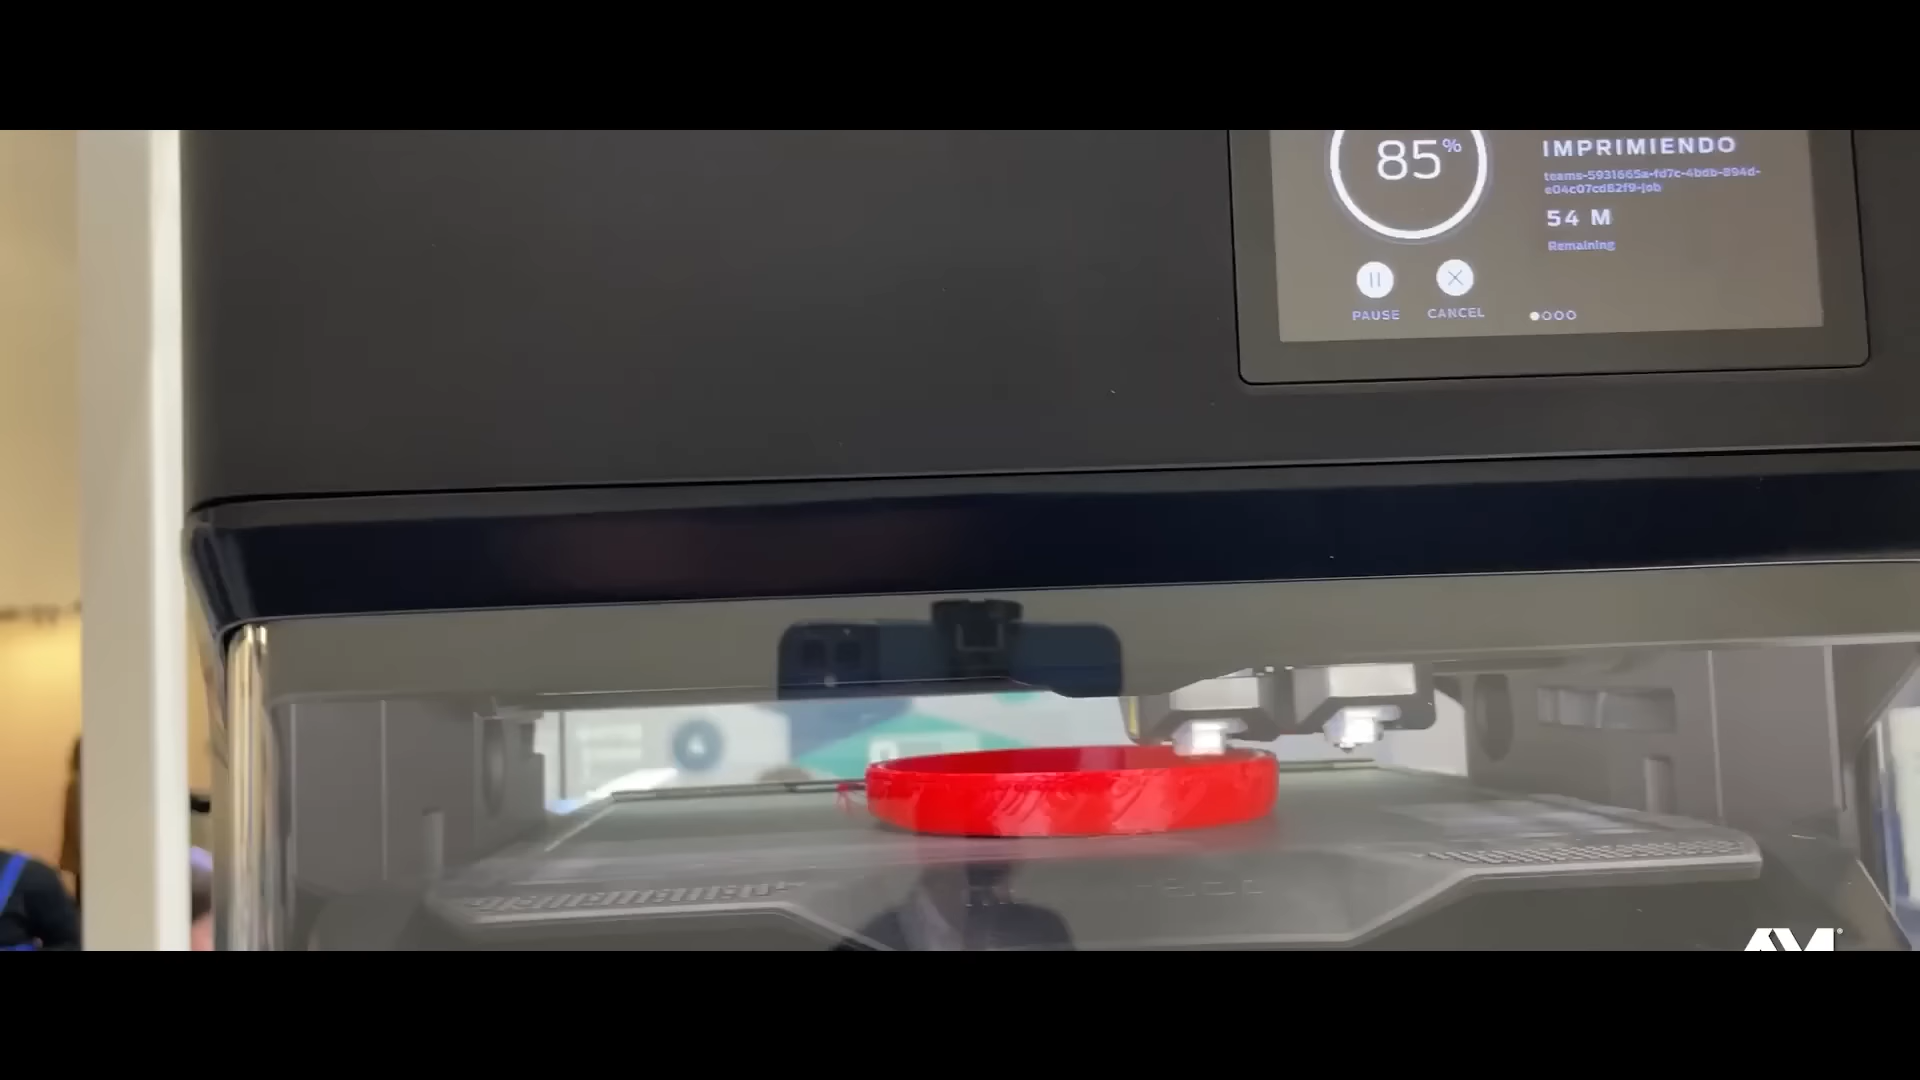 85%
IMPRIMIENDO
teams-5931665a-fd7c-4bdb-894d-
e04c07cd82f9-job
54 M
Remaining
PAUSE
CANCEL